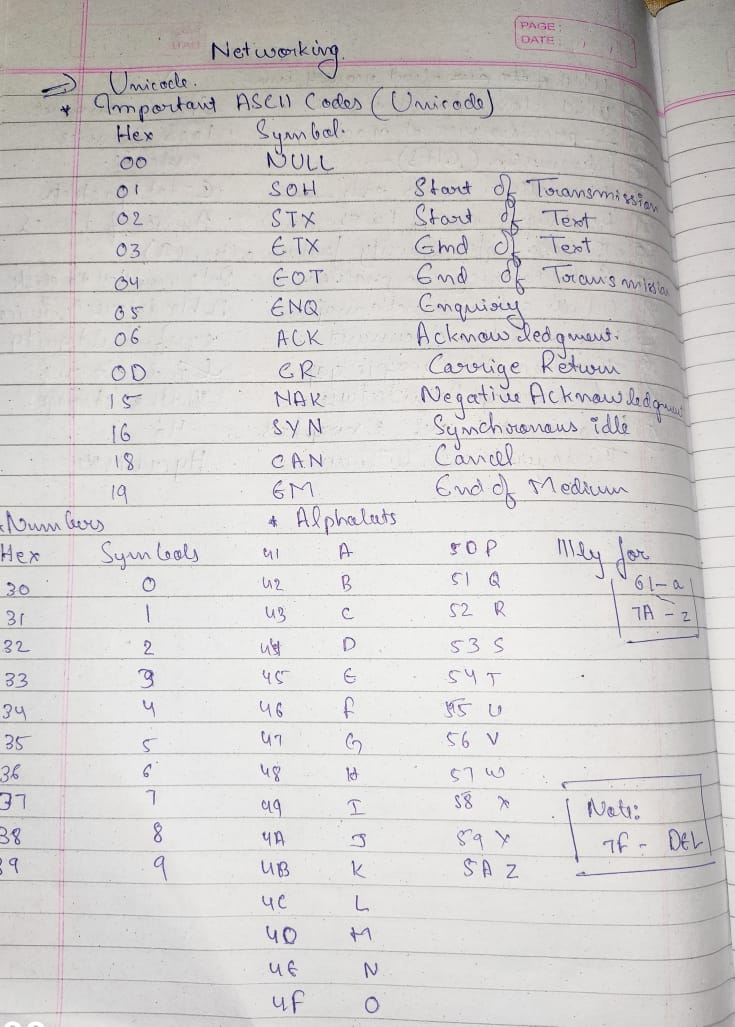 PAGE:
DATE:
Networking.
⇒ Unicode.
* Important ASCII Codes (Unicode)
Hex Symbol.
00 NULL
01 SOH Start of Transmission
02 STX Start of Text
03 ETX End of Text
04 EOT End of Transmission
05 ENQ Enquiry
06 ACK Acknowledgment.
0D CR Carrige Return
15 NAK Negative Acknowledgment
16 SYN Synchronous idle
18 CAN Cancel
19 EM End of Medium
Numbers * Alphabets
Hex Symbols 41 A 50 P Illly for
30 0 42 B 51 Q 61-a
31 1 43 C 52 R 7A-z
32 2 44 D 53 S
33 3 45 E 54 T
34 4 46 F 55 U
35 5 47 G 56 V
36 6 48 H 57 W
37 7 49 I 58 X Note:
38 8 4A J 59 Y 7F - DEL
39 9 4B K 5A Z
4C L
4D M
4E N
4F O